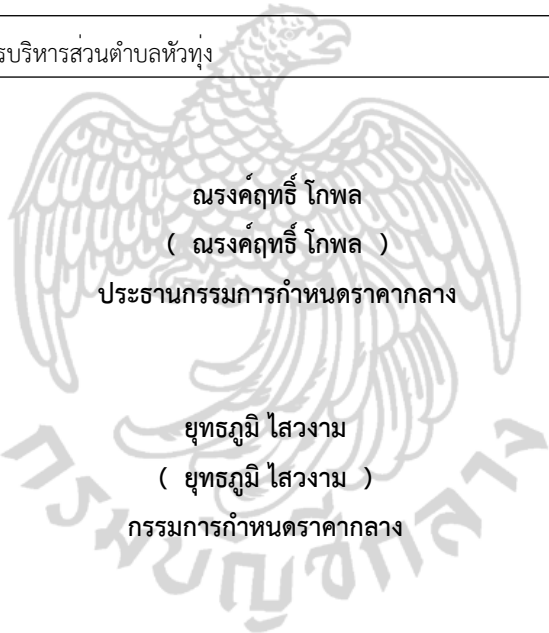 รบริหารส่วนตำบลหัวทุ่ง
ณรงค์ฤทธิ์ โกพล
( ณรงค์ฤทธิ์ โกพล )
ประธานกรรมการกำหนดราคากลาง
ยุทธภูมิ ไสวงาม
( ยุทธภูมิ ไสวงาม )
กรรมการกำหนดราคากลาง
กรมบัญชีกลาง